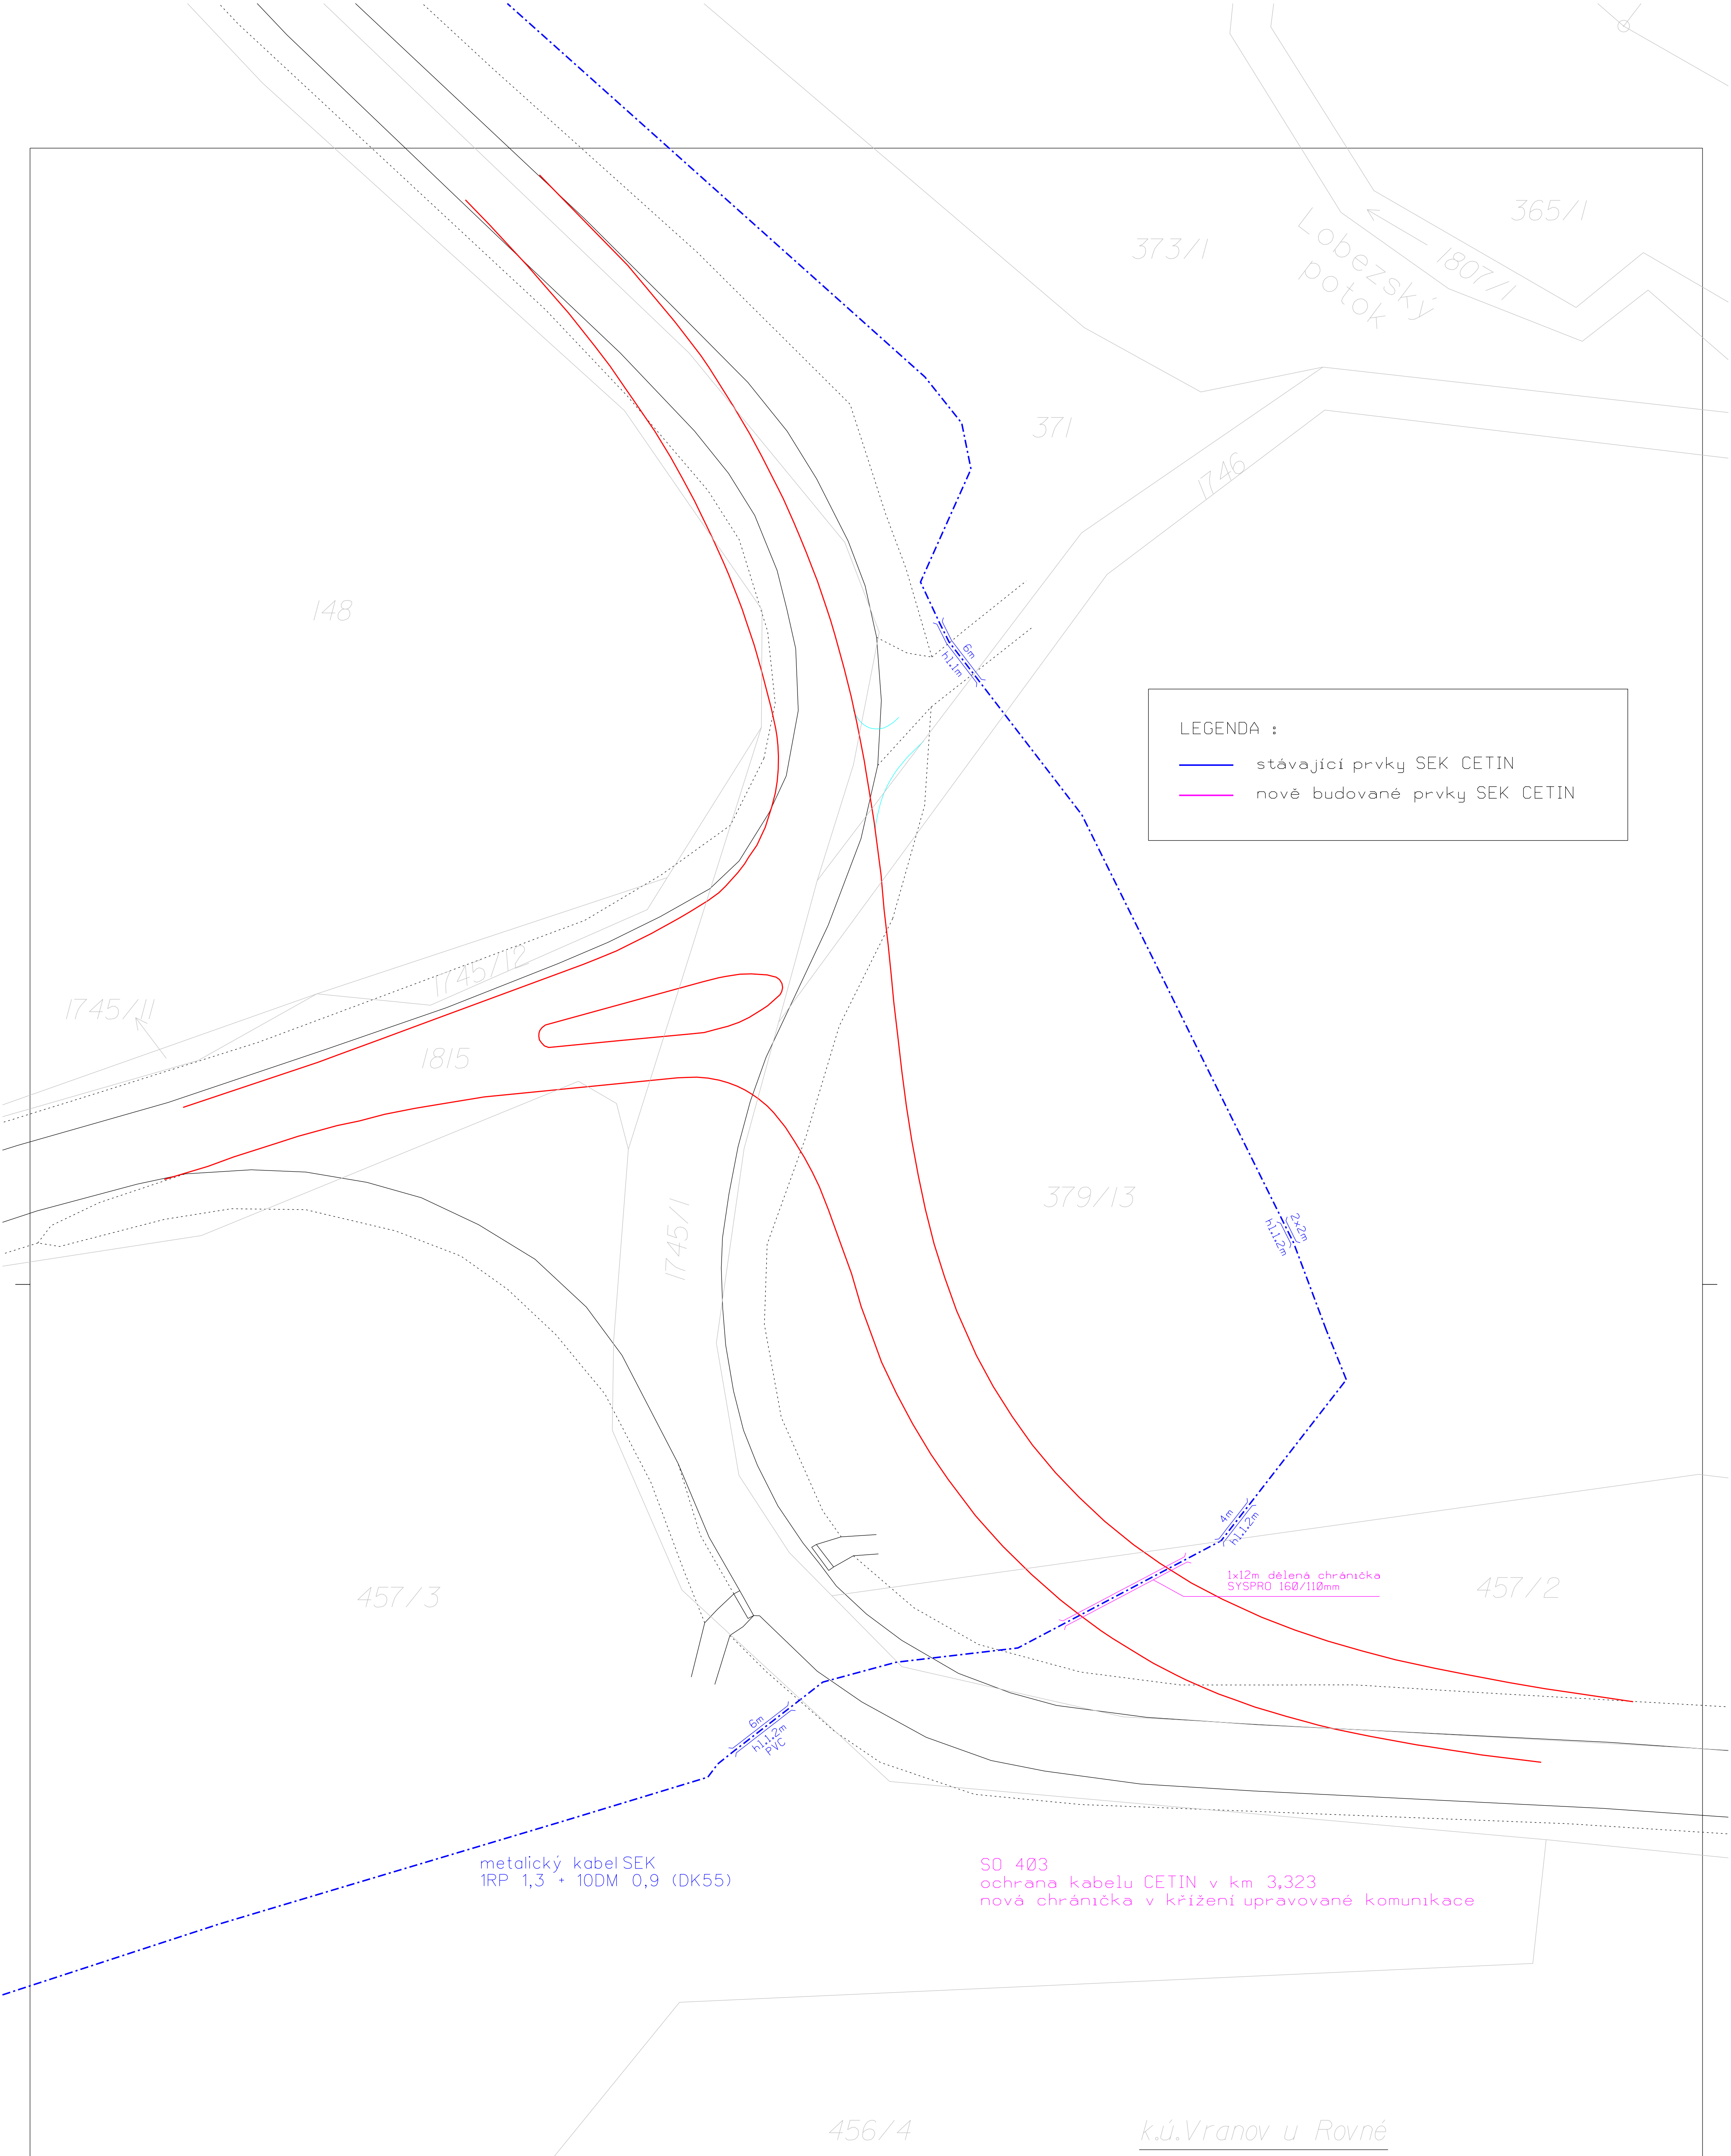 365/1
373/1
Lobezský
potok
1807/1
371
1746
148
6m
hl.1m
LEGENDA :
stávající prvky SEK CETIN
nově budované prvky SEK CETIN
1745/12
1745/11
1815
379/13
1745/1
2x2m
hl.1.2m
4m
hl.1.2m
1x12m dělená chránička
SYSPRO 160/110mm
457/3
457/2
6m
hl.1.2m
PVC
metalický kabel SEK
1RP 1,3 + 10DM 0,9 (DK55)
SO 403
ochrana kabelu CETIN v km 3,323
nová chránička v křížení upravované komunikace
456/4
k.ú.Vranov u Rovné